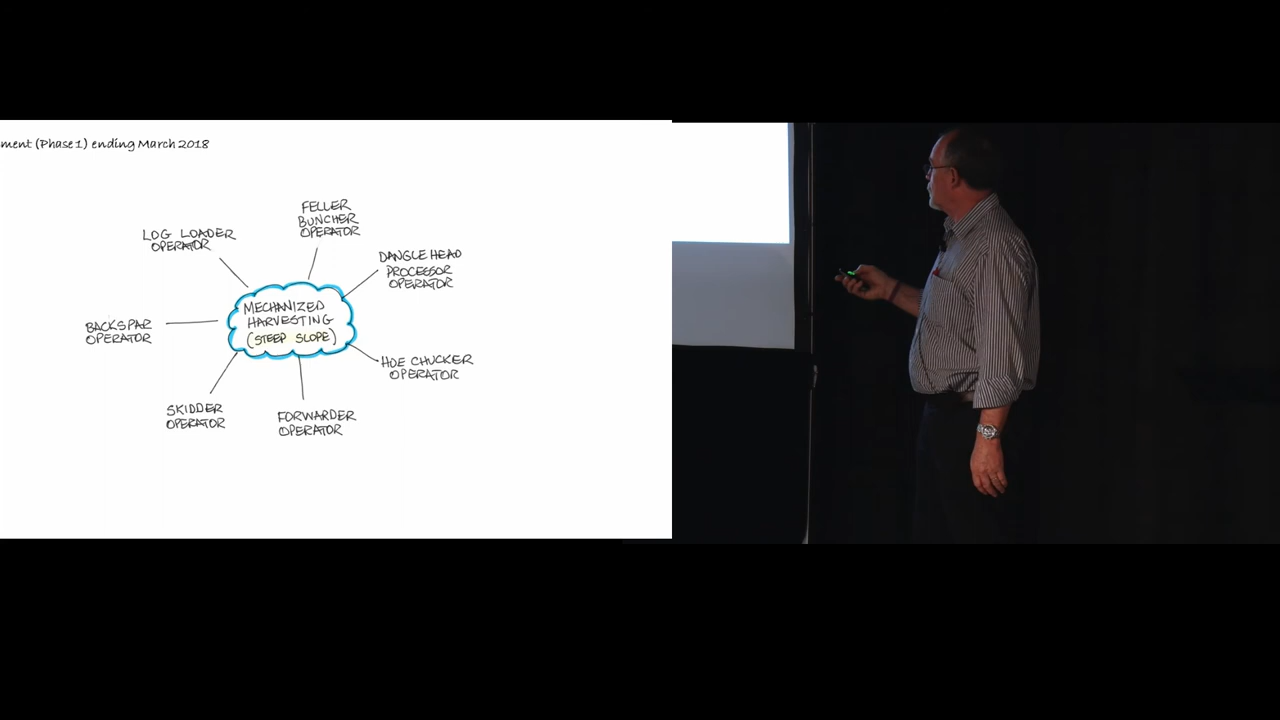 ment (Phase 1) ending March 2018
FELLER
BUNCHER
OPERATOR
LOG LOADER
OPERATOR
DANGLE HEAD
PROCESSOR
OPERATOR
MECHANIZED
HARVESTING
(STEEP SLOPE)
BACKSPAR
OPERATOR
HOE CHUCKER
OPERATOR
SKIDDER
OPERATOR
FORWARDER
OPERATOR